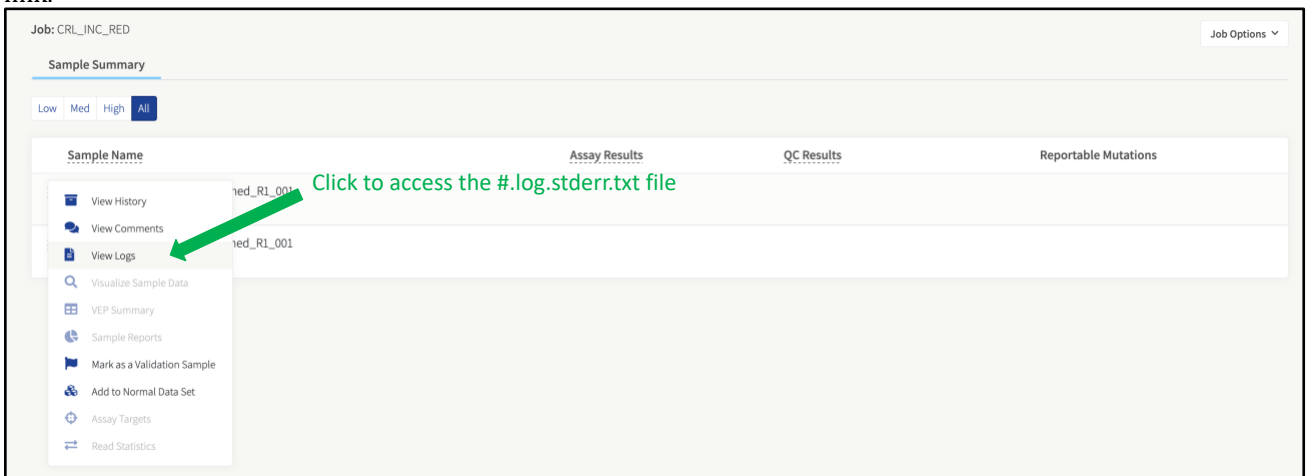 Job: CRL_INC_RED
Job Options
Sample Summary
Low Med High All
Sample Name Assay Results QC Results Reportable Mutations
ned_R1_001
Click to access the #.log.stderr.txt file
View History
View Comments
ned_R1_001
View Logs
Visualize Sample Data
VEP Summary
Sample Reports
Mark as a Validation Sample
Add to Normal Data Set
Assay Targets
Read Statistics